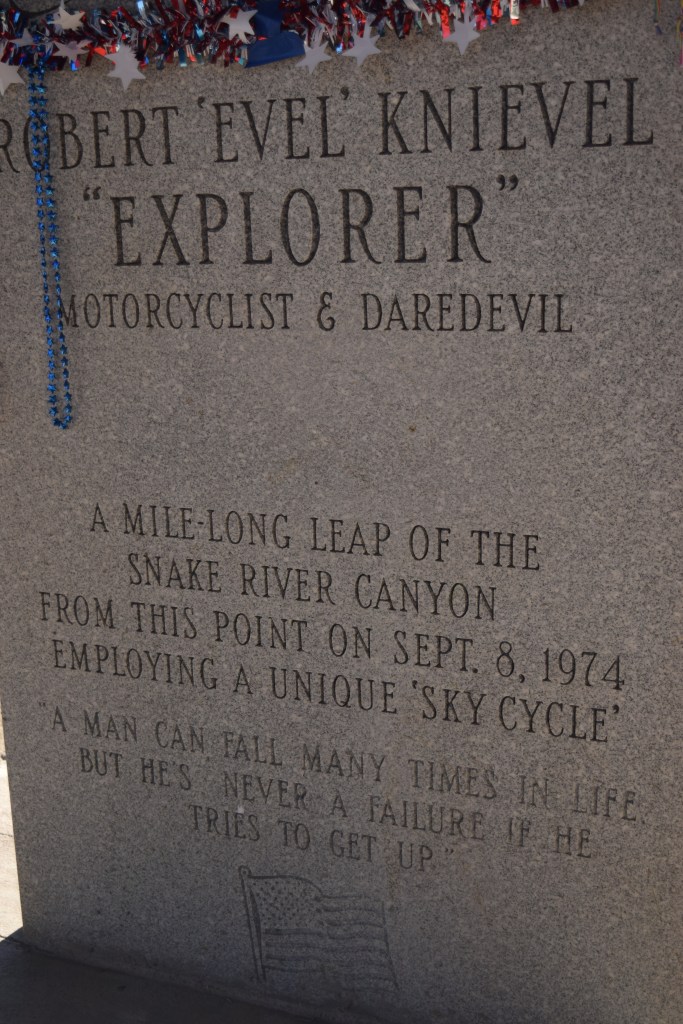 ROBERT 'EVEL' KNIEVEL
"EXPLORER"
MOTORCYCLIST & DAREDEVIL
A MILE-LONG LEAP OF THE
SNAKE RIVER CANYON
FROM THIS POINT ON SEPT. 8, 1974
EMPLOYING A UNIQUE 'SKY CYCLE'
"A MAN CAN FALL MANY TIMES IN LIFE,
BUT HE'S NEVER A FAILURE IF HE
TRIES TO GET UP."